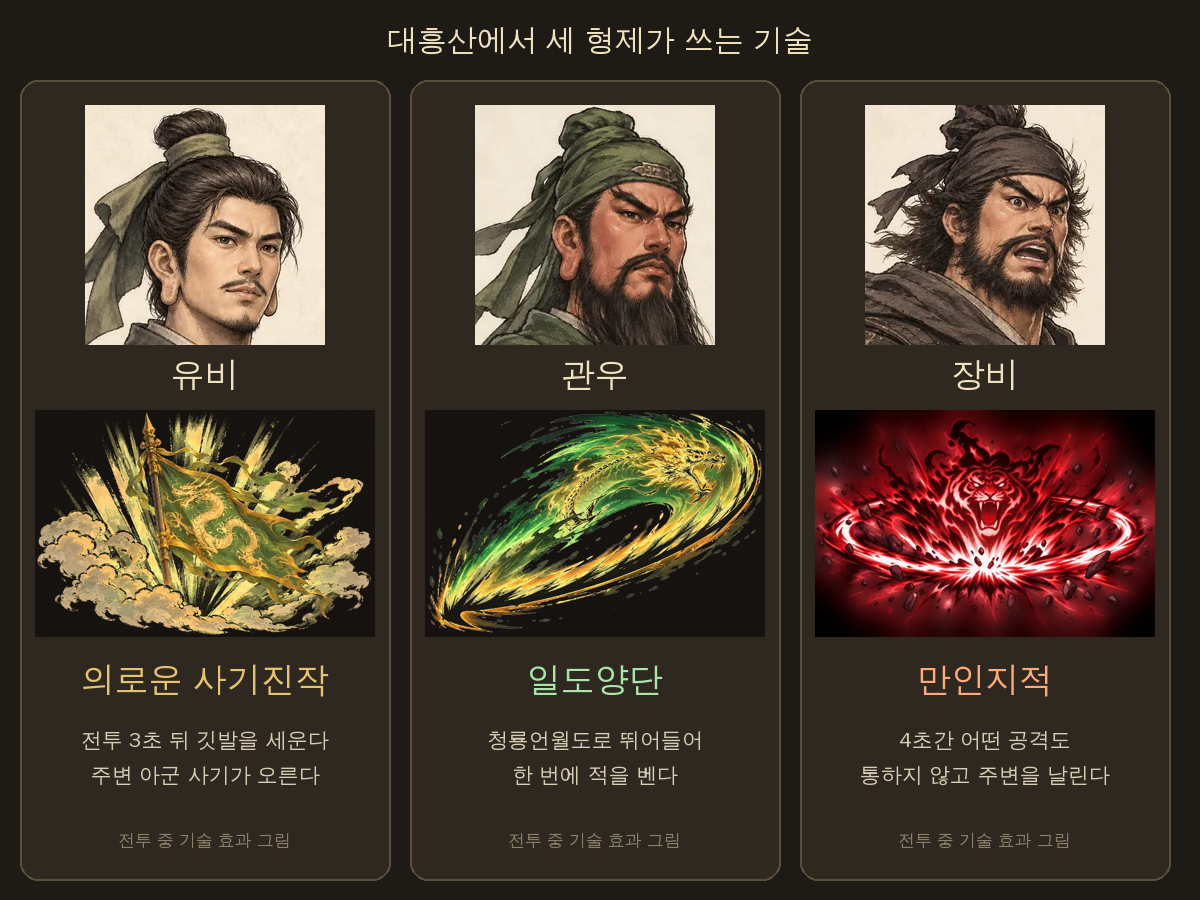 대흥산에서 세 형제가 쓰는 기술
유비
의로운 사기진작
전투 3초 뒤 깃발을 세운다
주변 아군 사기가 오른다
전투 중 기술 효과 그림
관우
일도양단
청룡언월도로 뛰어들어
한 번에 적을 벤다
전투 중 기술 효과 그림
장비
만인지적
4초간 어떤 공격도
통하지 않고 주변을 날린다
전투 중 기술 효과 그림